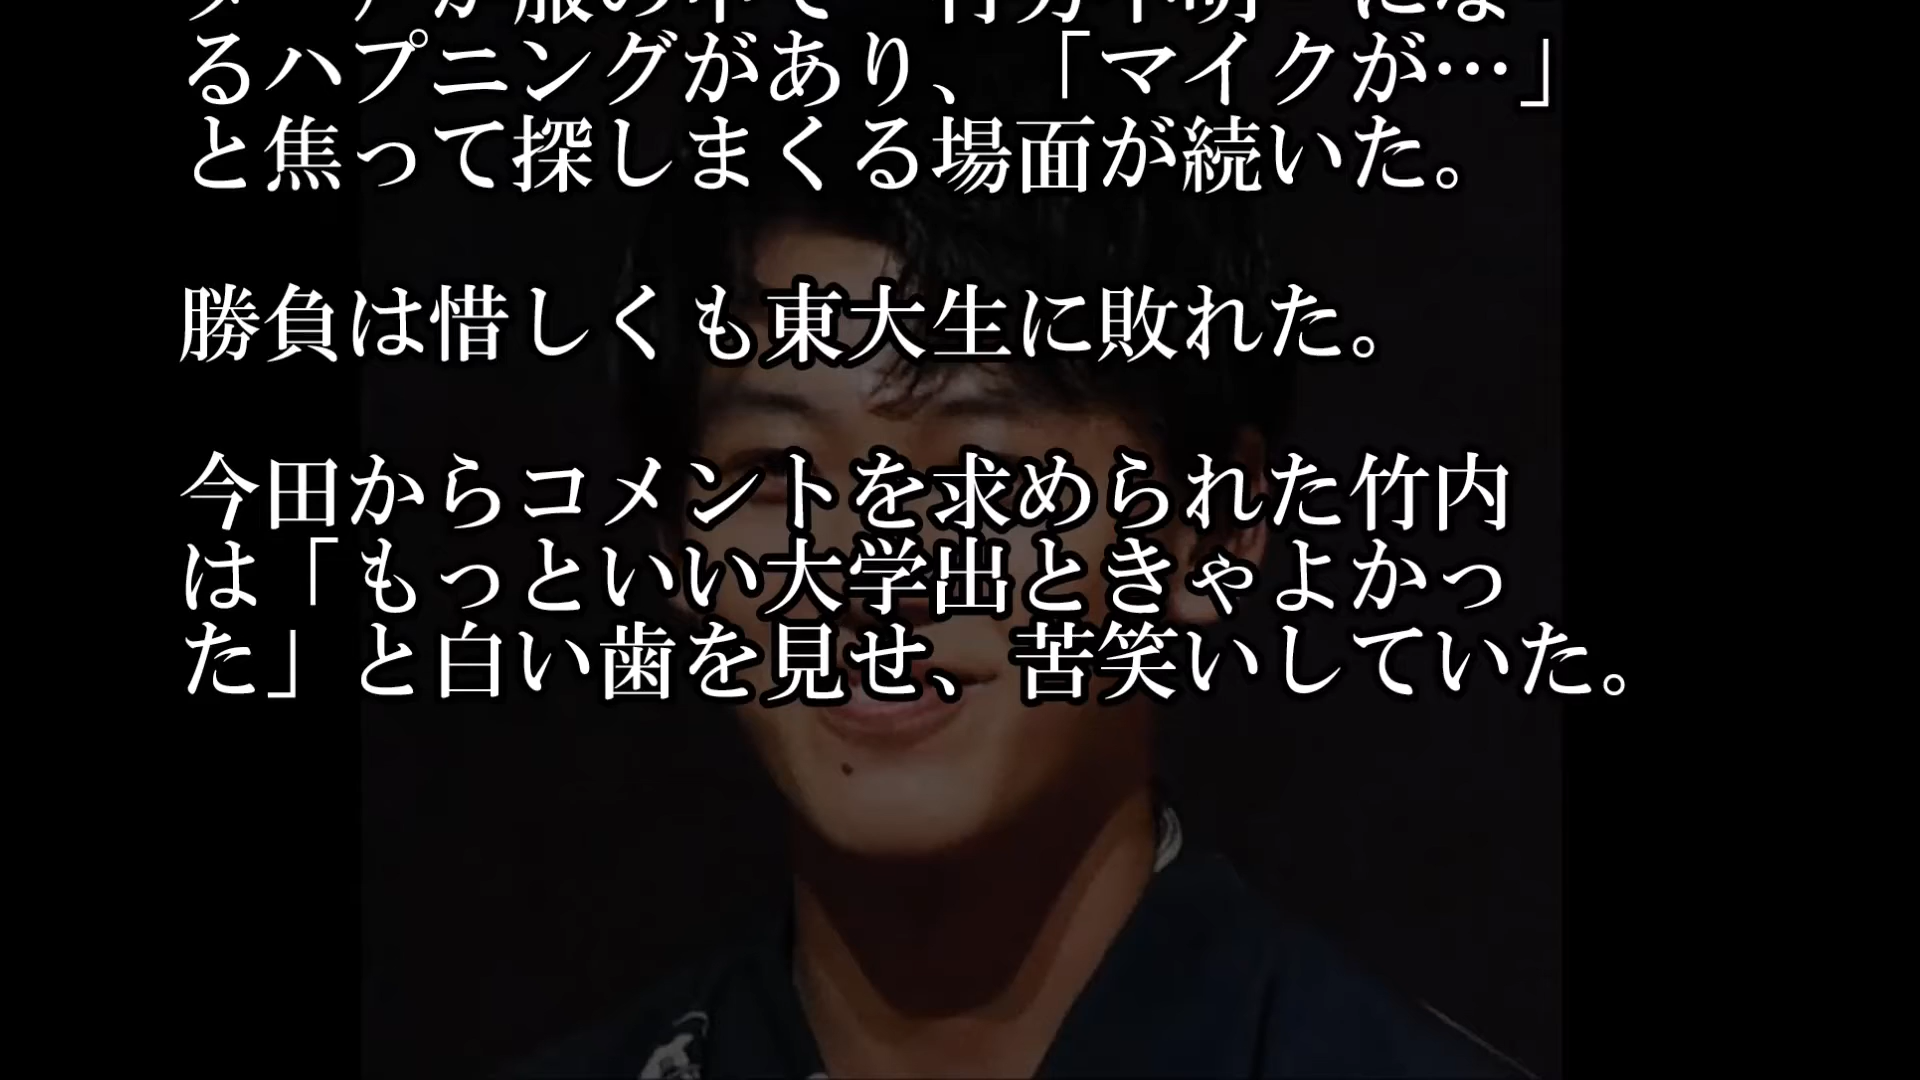 るハプニングがあり、「マイクが…」
と焦って探しまくる場面が続いた。
勝負は惜しくも東大生に敗れた。
今田からコメントを求められた竹内
は「もっといい大学出ときゃよかっ
た」と白い歯を見せ、苦笑いしていた。